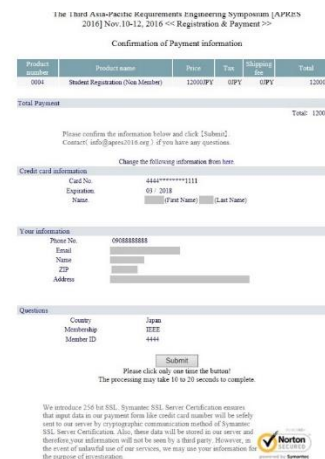 The Third Asia-Pacific Requirements Engineering Symposium [APRES
2016] Nov.10-12, 2016 << Registration & Payment >>
Confirmation of Payment information
Product number Product name Price Tax Shipping fee Total
0004 Student Registration (Non Member) 12000JPY 0JPY 0JPY 12000
Total Payment
Total: 1200
Please confirm the information below and click [Submit].
Contact( info@apres2016.org ) if you have any questions.
Change the following information from here.
Credit card information
Card No. 4444********1111
Expiration. 03 / 2018
Name. (First Name) (Last Name)
Your information
Phone No. 09088888888
Email
Name
ZIP
Address
Questions
Country Japan
Membership IEEE
Member ID 4444
Submit
Please click only one time the button!
The processing may take 10 to 20 seconds to complete.
We introduce 256 bit SSL. Symantec SSL Server Certification ensures
that input data in our payment form like credit card number will be safely
sent to our server by cryptographic communication method of Symantec
SSL Server Certification. Also, these data will be stored in our server and
therefore,your information will not be seen by a third party. However, in
the event of unlawful use of our services, we may use your information for
the purpose of investigation.
Norton
SECURED
powered by Symantec